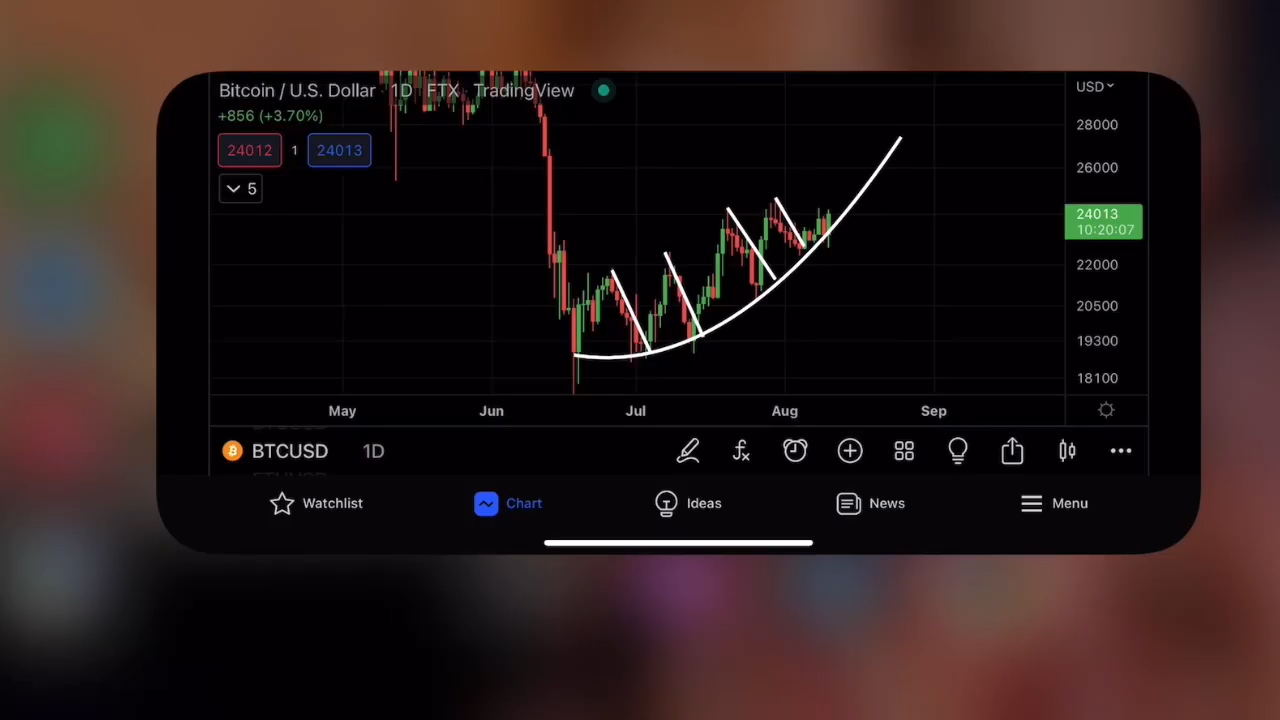 Bitcoin / U.S. Dollar · 1D · FTX · TradingView
USD
+856 (+3.70%)
24012 1 24013
5
28000
26000
24013
10:20:07
22000
20500
19300
18100
May Jun Jul Aug Sep
BTCUSD 1D
Watchlist Chart Ideas News Menu